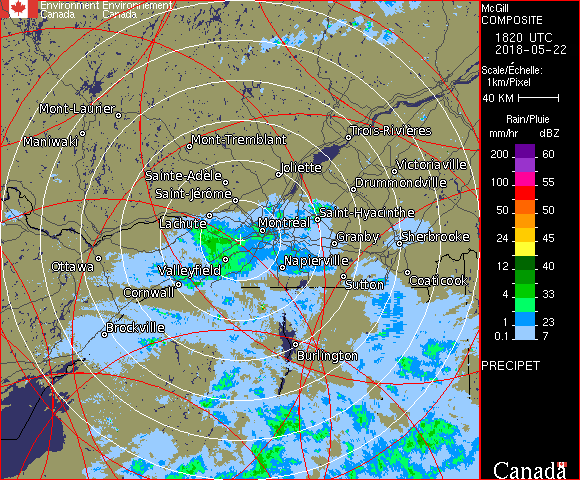 Environment Environnement
Canada Canada
McGill
COMPOSITE
1820 UTC
2018-05-22
Scale/Échelle:
1km/Pixel
40 KM
Rain/Pluie
mm/hr dBZ
200 60
100 55
50 50
24 45
12 40
4 33
1 23
0.1 7
PRECIPET
Canada
Mont-Laurier
Trois-Rivières
Maniwaki
Mont-Tremblant
Joliette
Victoriaville
Sainte-Adèle
Drummondville
Saint-Jérôme
Saint-Hyacinthe
Lachute
Montréal
Granby
Sherbrooke
Ottawa
Valleyfield
Napierville
Coaticook
Cornwall
Sutton
Brockville
Burlington